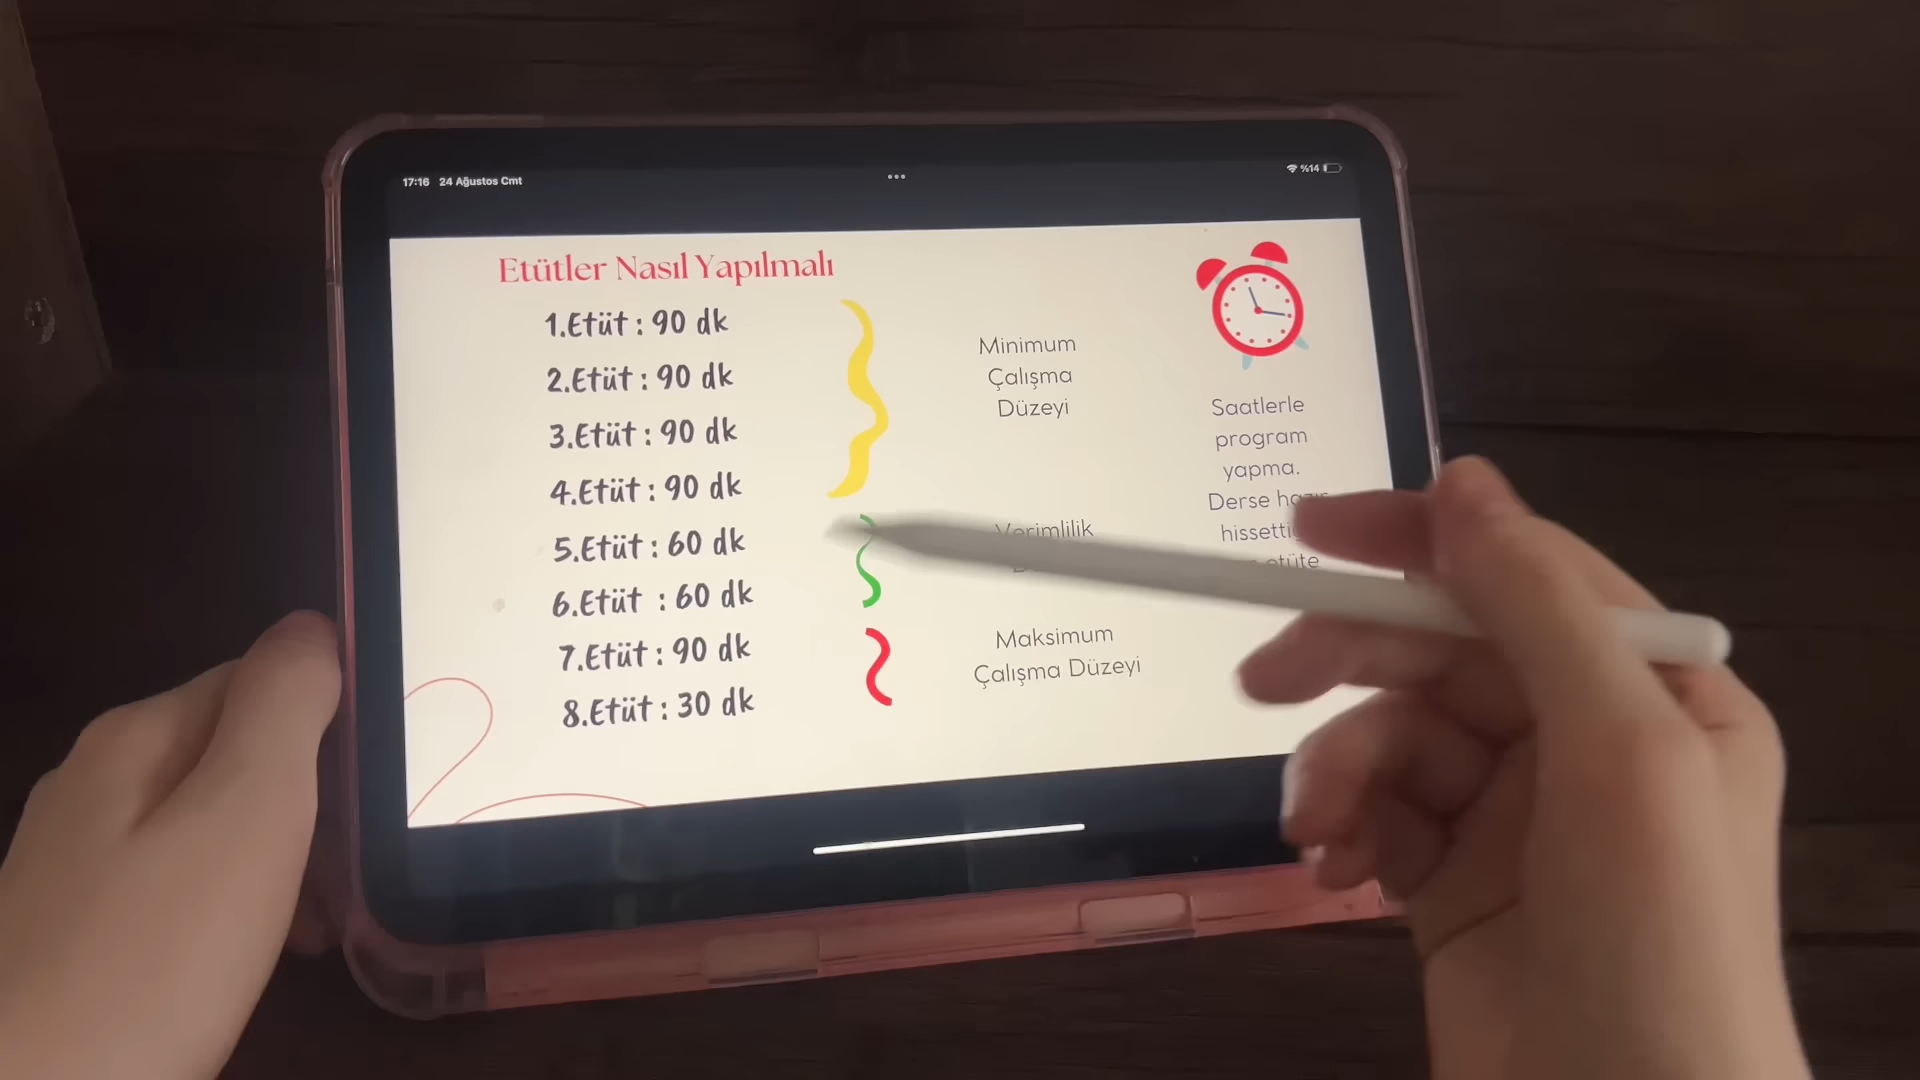 17:16 24 Ağustos Cmt
%14
Etütler Nasıl Yapılmalı
1.Etüt : 90 dk
2.Etüt : 90 dk
3.Etüt : 90 dk
4.Etüt : 90 dk
5.Etüt : 60 dk
6.Etüt : 60 dk
7.Etüt : 90 dk
8.Etüt : 30 dk
Minimum
Çalışma
Düzeyi
Verimlilik
Maksimum
Çalışma Düzeyi
Saatlerle
program
yapma.
Derse
etüte